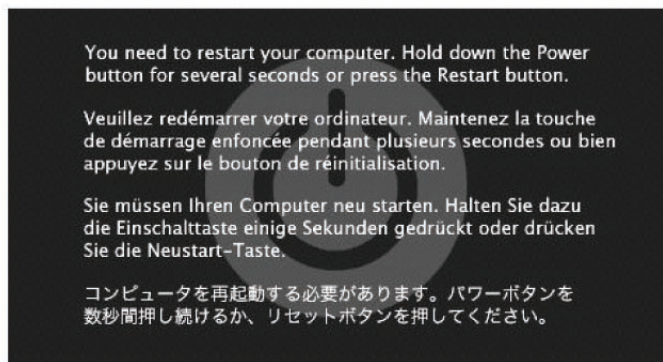 You need to restart your computer. Hold down the Power
button for several seconds or press the Restart button.
Veuillez redémarrer votre ordinateur. Maintenez la touche
de démarrage enfoncée pendant plusieurs secondes ou bien
appuyez sur le bouton de réinitialisation.
Sie müssen Ihren Computer neu starten. Halten Sie dazu
die Einschalttaste einige Sekunden gedrückt oder drücken
Sie die Neustart-Taste.
コンピュータを再起動する必要があります。パワーボタンを
数秒間押し続けるか、リセットボタンを押してください。